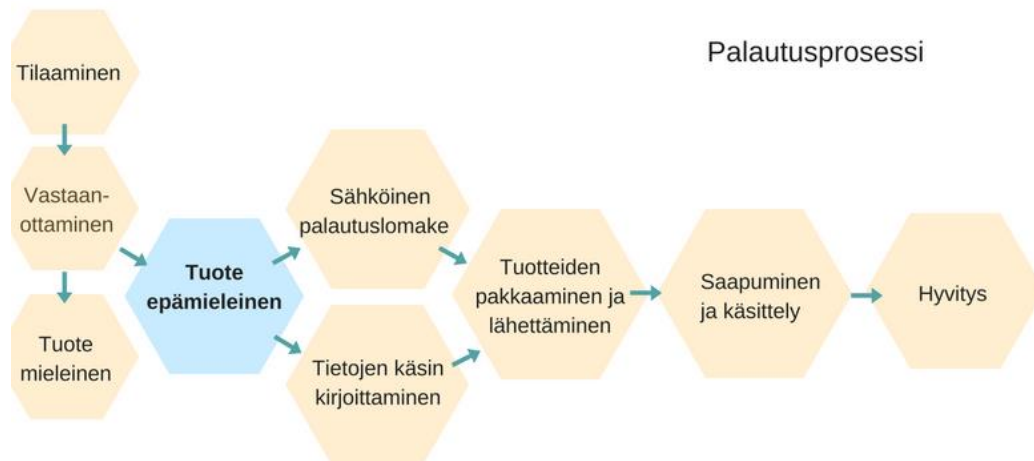 Palautusprosessi
Tilaaminen
Vastaan-
ottaminen
Tuote
mieleinen
Tuote
epämieleinen
Sähköinen
palautuslomake
Tietojen käsin
kirjoittaminen
Tuotteiden
pakkaaminen ja
lähettäminen
Saapuminen
ja käsittely
Hyvitys